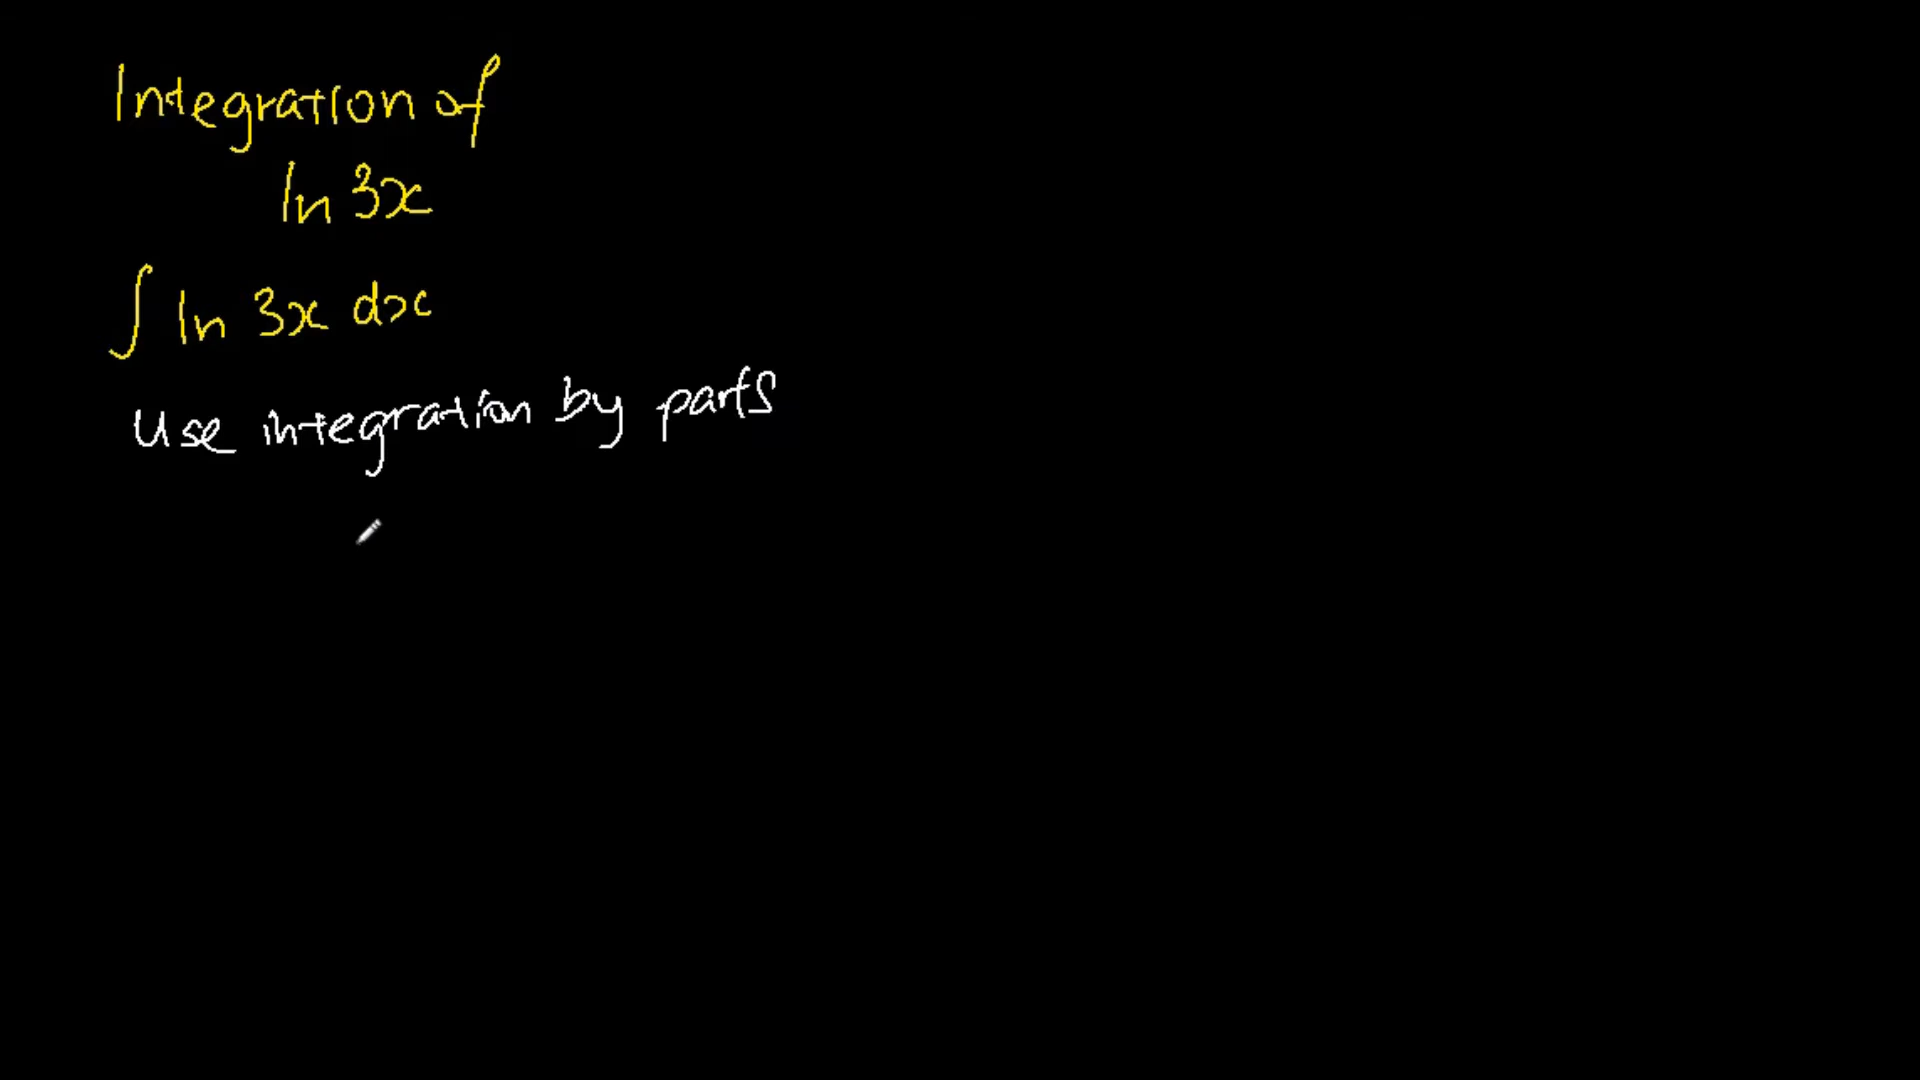 Integration of
ln 3x
∫ ln 3x dx
Use integration by parts